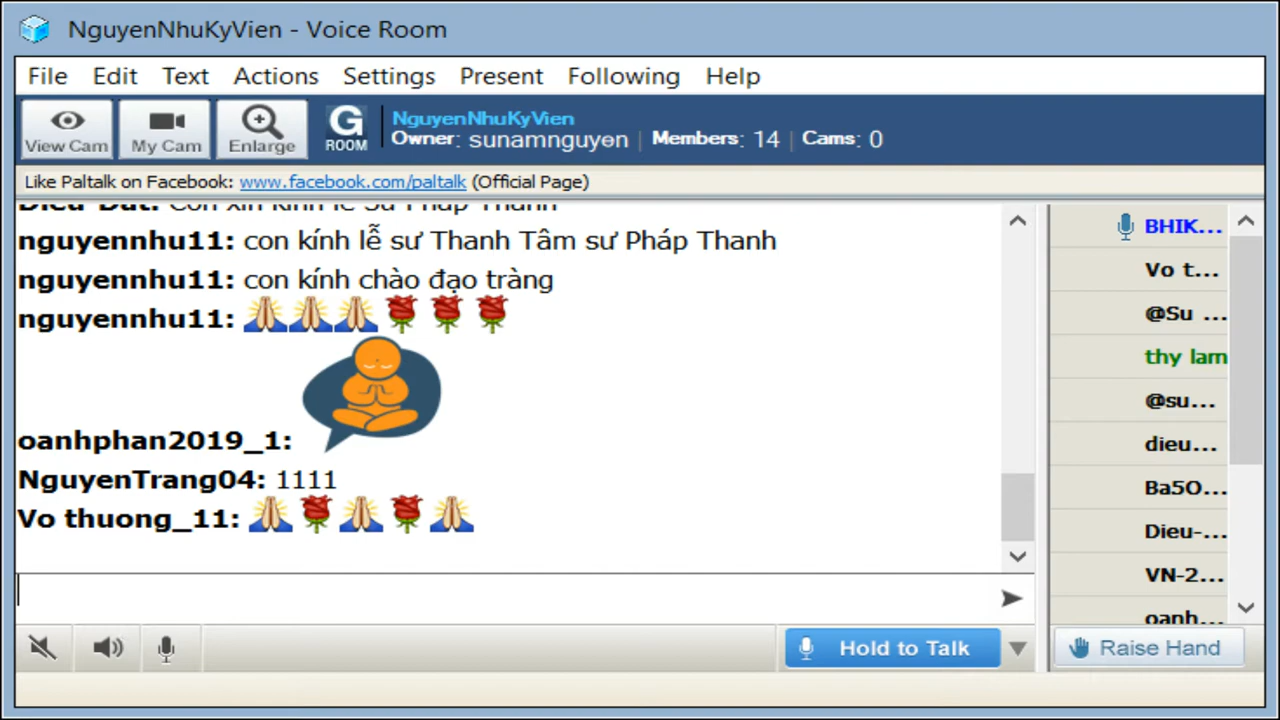 NguyenNhuKyVien - Voice Room
File Edit Text Actions Settings Present Following Help
View Cam
My Cam
Enlarge
G
ROOM
NguyenNhuKyVien
Owner: sunamnguyen | Members: 14 | Cams: 0
Like Paltalk on Facebook: www.facebook.com/paltalk (Official Page)
nguyennhu11: con kính lễ sư Thanh Tâm sư Pháp Thanh
nguyennhu11: con kính chào đạo tràng
nguyennhu11: 🙏🙏🙏🌹🌹🌹
oanhphan2019_1:
NguyenTrang04: 1111
Vo thuong_11: 🙏🌹🙏🌹🙏
BHIK...
Vo t...
@Su ...
thy lam
@su...
dieu...
Ba5O...
Dieu-...
VN-2...
oanh...
Hold to Talk
Raise Hand